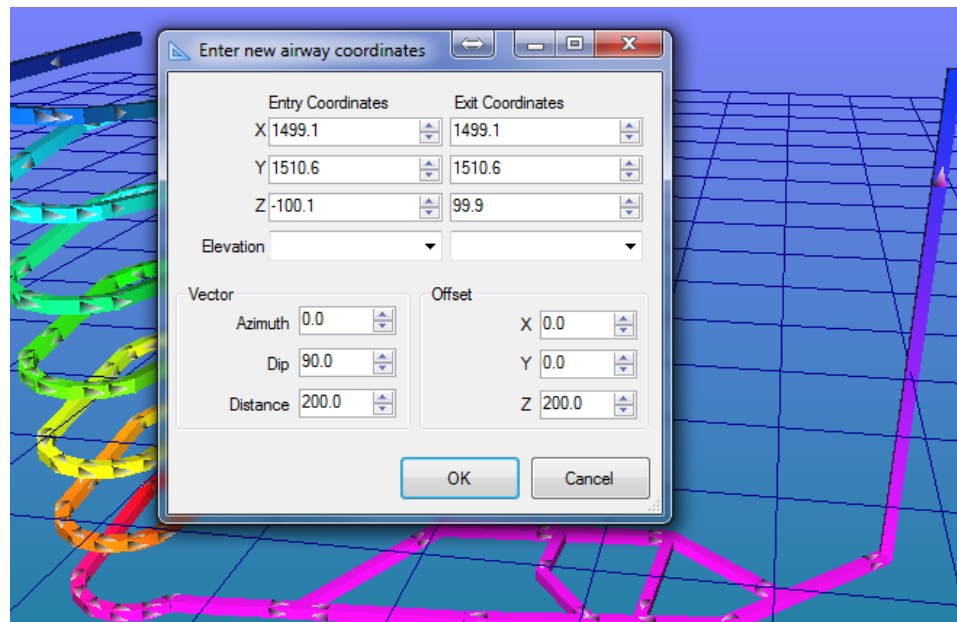 Enter new airway coordinates
Entry Coordinates Exit Coordinates
X 1499.1 1499.1
Y 1510.6 1510.6
Z -100.1 99.9
Elevation
Vector Offset
Azimuth 0.0 X 0.0
Dip 90.0 Y 0.0
Distance 200.0 Z 200.0
OK Cancel